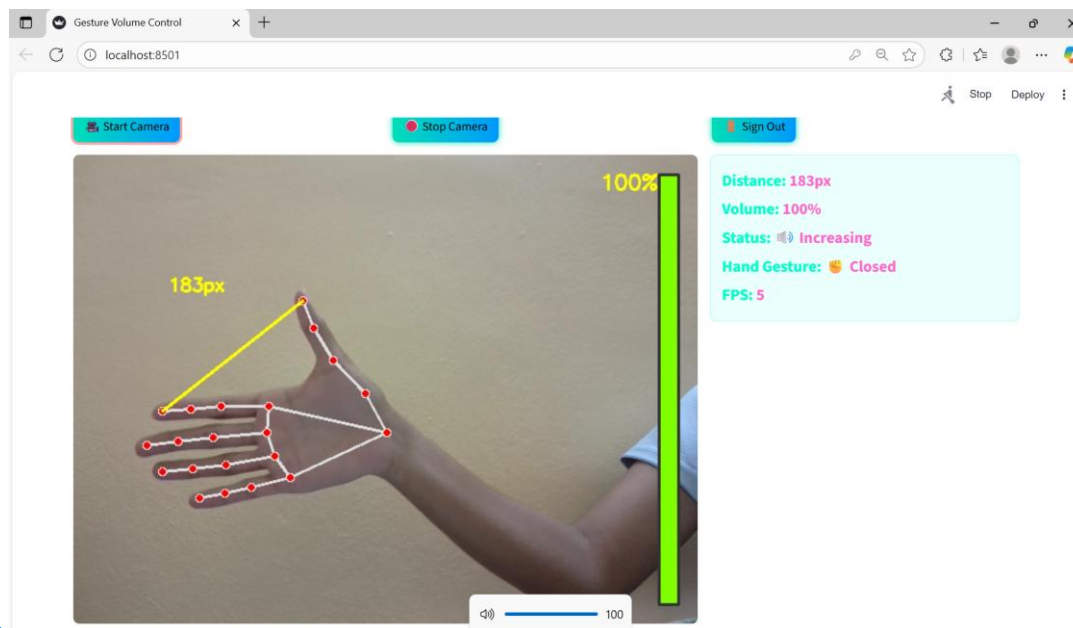 Gesture Volume Control
localhost:8501
Stop Deploy
Start Camera
Stop Camera
Sign Out
100%
183px
Distance: 183px
Volume: 100%
Status: 🔊 Increasing
Hand Gesture: ✊ Closed
FPS: 5
100